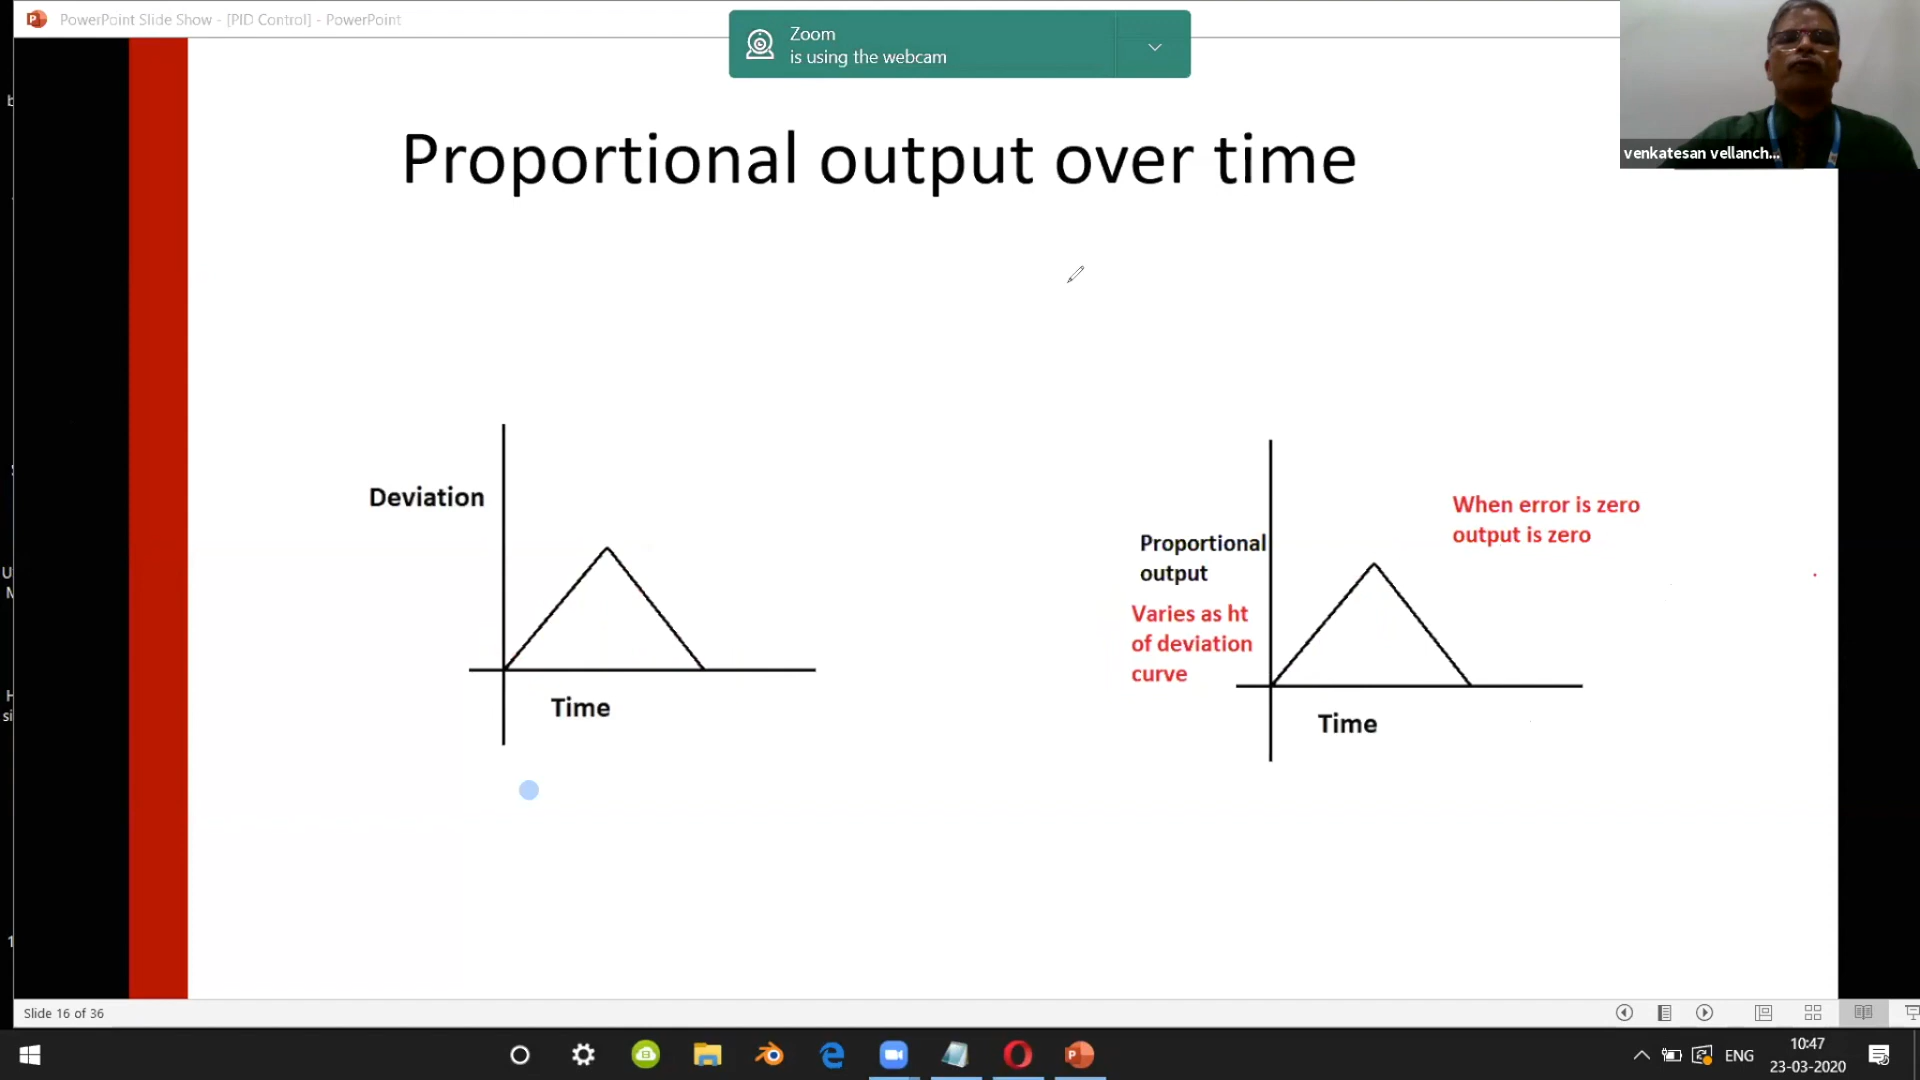 PowerPoint Slide Show - [PID Control] - PowerPoint
Zoom
is using the webcam
venkatesan vellanch...
Proportional output over time
Deviation
Time
Proportional
output
Varies as ht
of deviation
curve
When error is zero
output is zero
Time
Slide 16 of 36
ENG
10:47
23-03-2020